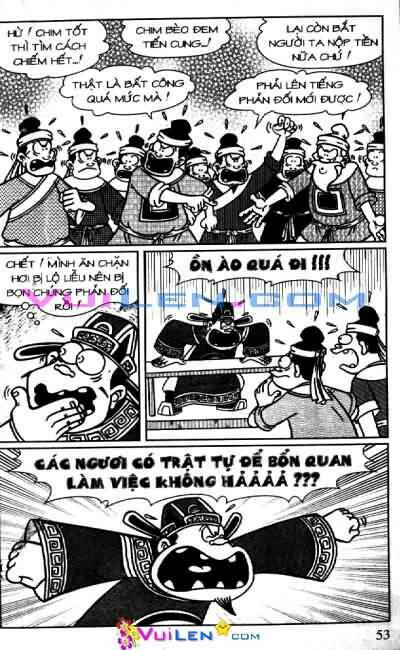 HỪ ! CHIM TỐT
THÌ TÌM CÁCH
CHIẾM HẾT...!
CHIM BÈO ĐEM
TIẾN CUNG...!
LẠI CÒN BẮT
NGƯỜI TA NỘP TIỀN
NỮA CHỨ !
THẬT LÀ BẤT CÔNG
QUÁ MỨC MÀ !
PHẢI LÊN TIẾNG
PHẢN ĐỐI MỚI ĐƯỢC !
CHẾT ! MÌNH ĂN CHẶN
HƠI BỊ LỘ LIỄU NÊN BỊ
BỌN CHÚNG PHẢN ĐỐI
RỒI !
ỒN ÀO QUÁ ĐI !!!
VUILEN.COM
CÁC NGƯƠI CÓ TRẬT TỰ ĐỂ BỔN QUAN
LÀM VIỆC KHÔNG HẢẢẢẢ ???
53
VUILEN.COM